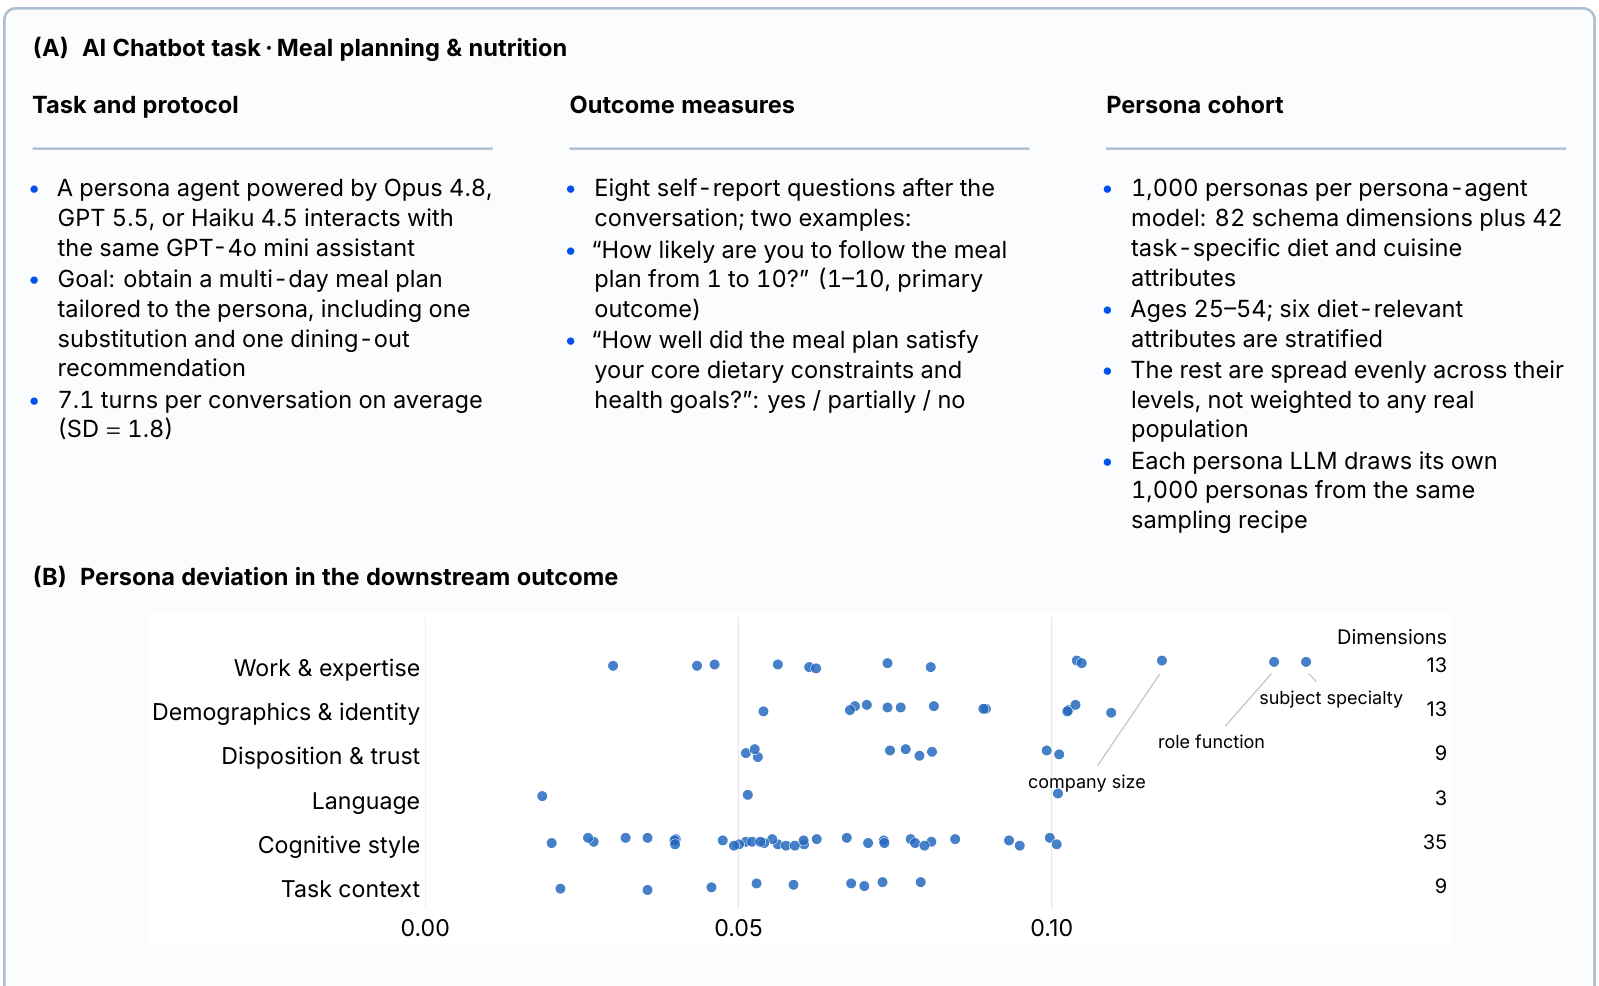 (A) AI Chatbot task · Meal planning & nutrition
Task and protocol
• A persona agent powered by Opus 4.8,
GPT 5.5, or Haiku 4.5 interacts with
the same GPT-4o mini assistant
• Goal: obtain a multi-day meal plan
tailored to the persona, including one
substitution and one dining-out
recommendation
• 7.1 turns per conversation on average
(SD = 1.8)
Outcome measures
• Eight self-report questions after the
conversation; two examples:
• “How likely are you to follow the meal
plan from 1 to 10?” (1–10, primary
outcome)
• “How well did the meal plan satisfy
your core dietary constraints and
health goals?”: yes / partially / no
Persona cohort
• 1,000 personas per persona-agent
model: 82 schema dimensions plus 42
task-specific diet and cuisine
attributes
• Ages 25–54; six diet-relevant
attributes are stratified
• The rest are spread evenly across their
levels, not weighted to any real
population
• Each persona LLM draws its own
1,000 personas from the same
sampling recipe
(B) Persona deviation in the downstream outcome
Dimensions
Work & expertise 13
subject specialty
Demographics & identity 13
role function
Disposition & trust 9
company size
Language 3
Cognitive style 35
Task context 9
0.00 0.05 0.10